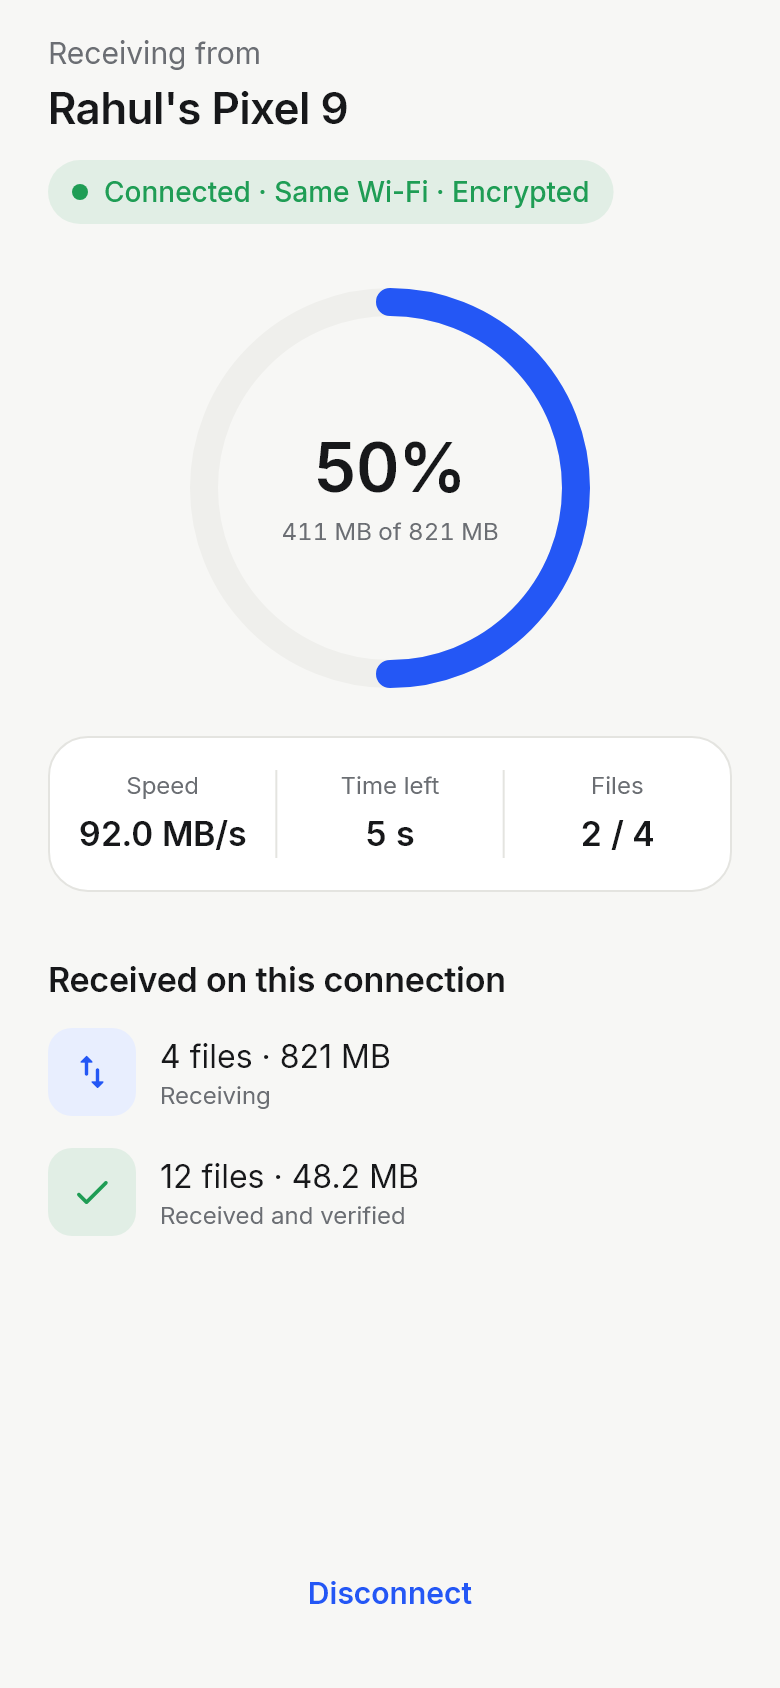 Receiving from
Rahul's Pixel 9
Connected · Same Wi-Fi · Encrypted
50%
411 MB of 821 MB
Speed
92.0 MB/s
Time left
5 s
Files
2 / 4
Received on this connection
4 files · 821 MB
Receiving
12 files · 48.2 MB
Received and verified
Disconnect